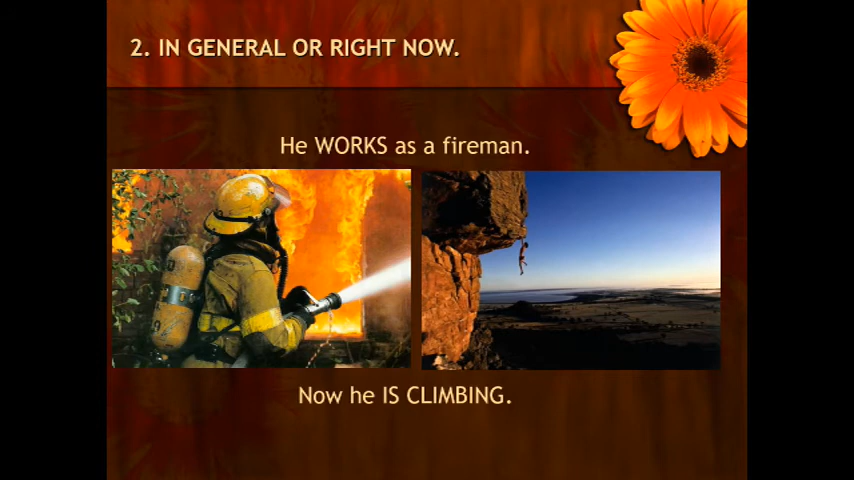 2. IN GENERAL OR RIGHT NOW.
He WORKS as a fireman.
Now he IS CLIMBING.